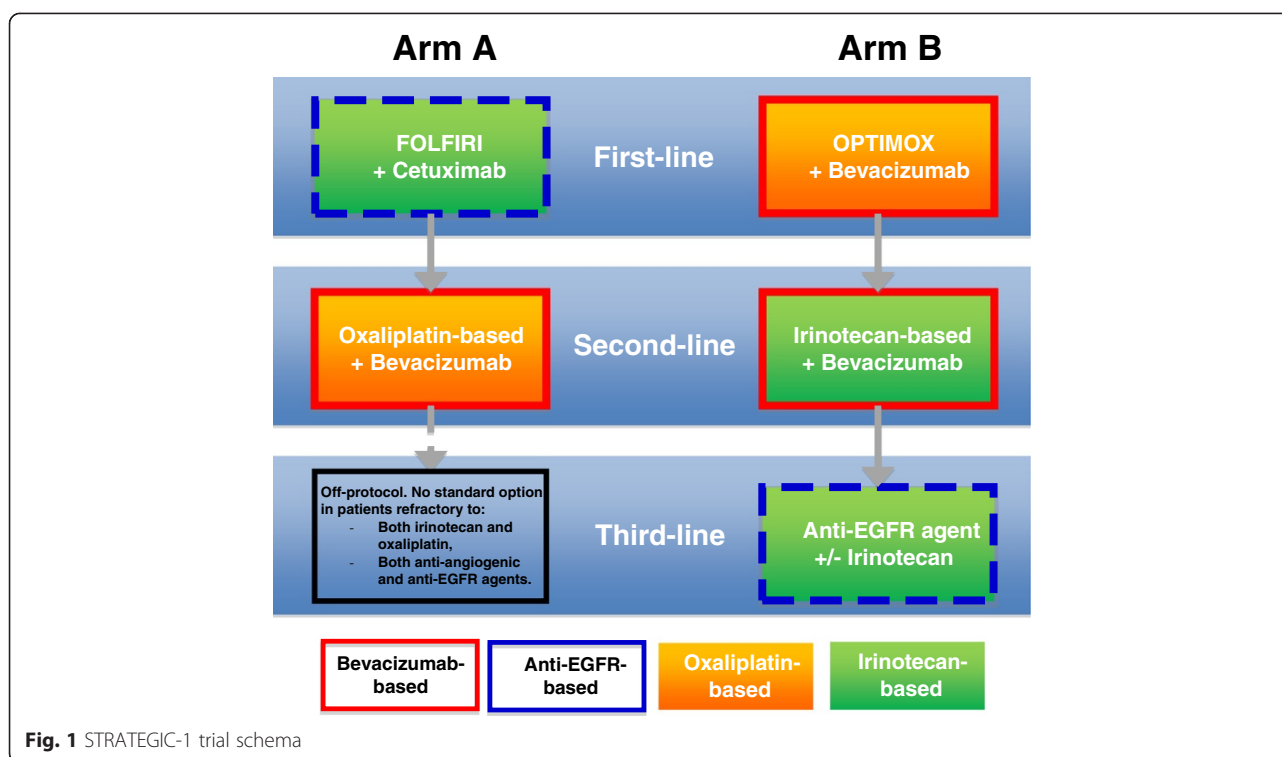 Arm A
Arm B
FOLFIRI
+ Cetuximab
First-line
OPTIMOX
+ Bevacizumab
Oxaliplatin-based
+ Bevacizumab
Second-line
Irinotecan-based
+ Bevacizumab
Off-protocol. No standard option
in patients refractory to:
- Both irinotecan and
oxaliplatin,
- Both anti-angiogenic
and anti-EGFR agents.
Third-line
Anti-EGFR agent
+/- Irinotecan
Bevacizumab-
based
Anti-EGFR-
based
Oxaliplatin-
based
Irinotecan-
based
Fig. 1 STRATEGIC-1 trial schema